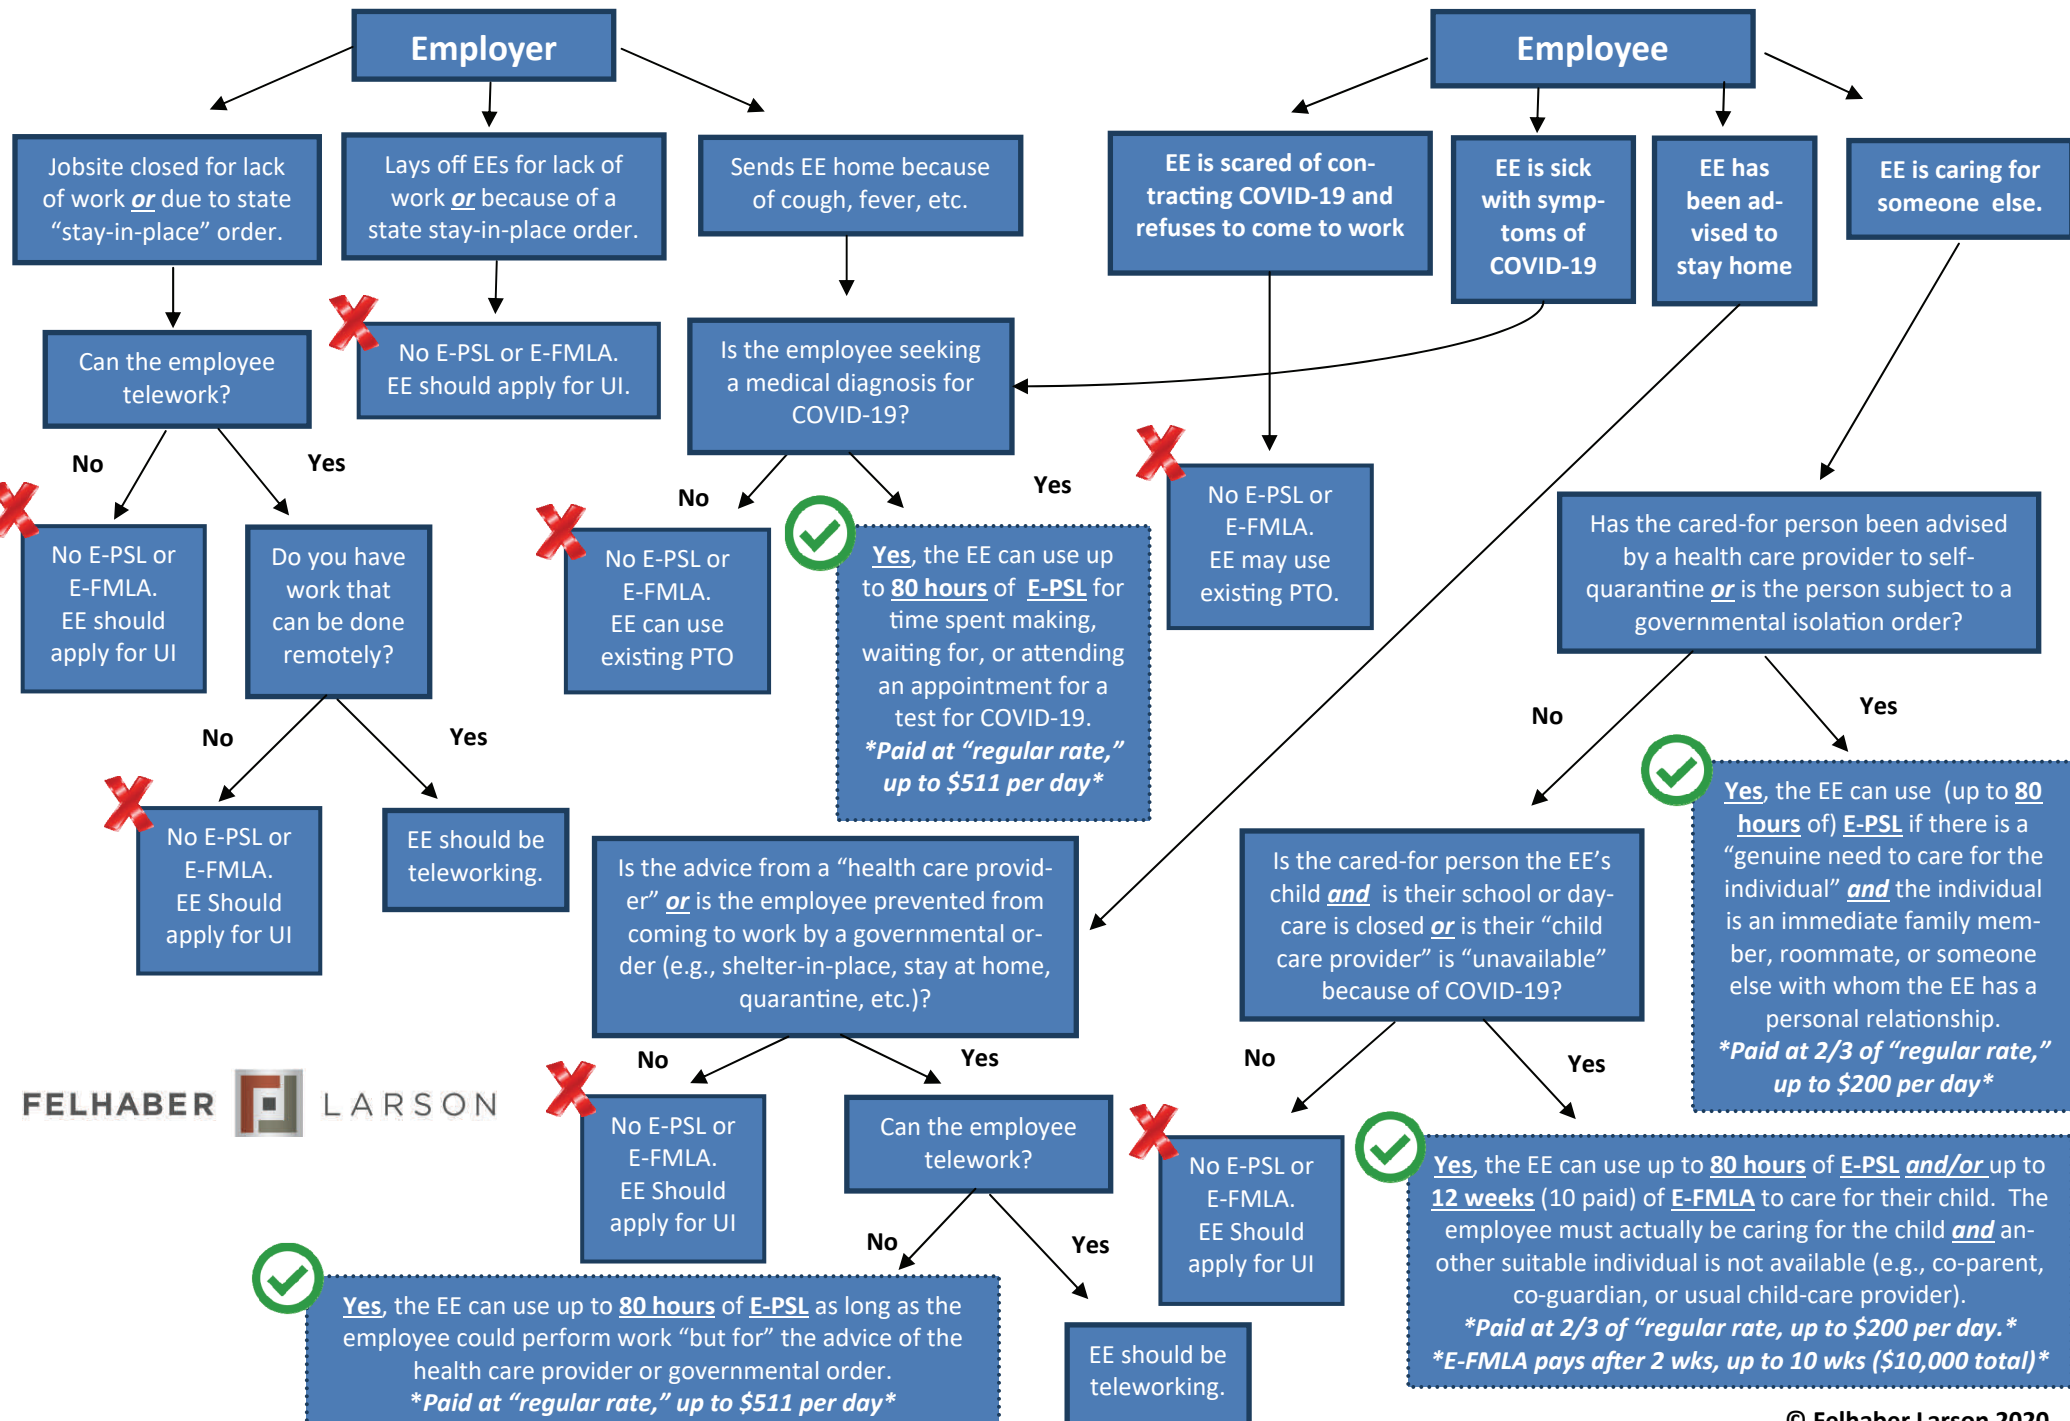 Employer
Employee
Jobsite closed for lack
of work or due to state
“stay-in-place” order.
Lays off EEs for lack of
work or because of a
state stay-in-place order.
Sends EE home because
of cough, fever, etc.
EE is scared of con-
tracting COVID-19 and
refuses to come to work
EE is sick
with symp-
toms of
COVID-19
EE has
been ad-
vised to
stay home
EE is caring for
someone else.
Can the employee
telework?
No E-PSL or E-FMLA.
EE should apply for UI.
Is the employee seeking
a medical diagnosis for
COVID-19?
No
Yes
No
Yes
No E-PSL or
E-FMLA.
EE should
apply for UI
Do you have
work that
can be done
remotely?
No E-PSL or
E-FMLA.
EE can use
existing PTO
Yes, the EE can use up
to 80 hours of E-PSL for
time spent making,
waiting for, or attending
an appointment for a
test for COVID-19.
*Paid at “regular rate,”
up to $511 per day*
No E-PSL or
E-FMLA.
EE may use
existing PTO.
Has the cared-for person been advised
by a health care provider to self-
quarantine or is the person subject to a
governmental isolation order?
No
Yes
No
Yes
No E-PSL or
E-FMLA.
EE Should
apply for UI
EE should be
teleworking.
Is the advice from a “health care provid-
er” or is the employee prevented from
coming to work by a governmental or-
der (e.g., shelter-in-place, stay at home,
quarantine, etc.)?
Is the cared-for person the EE’s
child and is their school or day-
care is closed or is their “child
care provider” is “unavailable”
because of COVID-19?
Yes, the EE can use (up to 80
hours of) E-PSL if there is a
“genuine need to care for the
individual” and the individual
is an immediate family mem-
ber, roommate, or someone
else with whom the EE has a
personal relationship.
*Paid at 2/3 of “regular rate,”
up to $200 per day*
FELHABER LARSON
No
Yes
No
Yes
No E-PSL or
E-FMLA.
EE Should
apply for UI
Can the employee
telework?
No E-PSL or
E-FMLA.
EE Should
apply for UI
Yes, the EE can use up to 80 hours of E-PSL and/or up to
12 weeks (10 paid) of E-FMLA to care for their child. The
employee must actually be caring for the child and an-
other suitable individual is not available (e.g., co-parent,
co-guardian, or usual child-care provider).
*Paid at 2/3 of “regular rate, up to $200 per day.*
*E-FMLA pays after 2 wks, up to 10 wks ($10,000 total)*
No
Yes
Yes, the EE can use up to 80 hours of E-PSL as long as the
employee could perform work “but for” the advice of the
health care provider or governmental order.
*Paid at “regular rate,” up to $511 per day*
EE should be
teleworking.
© Felhaber Larson 2020